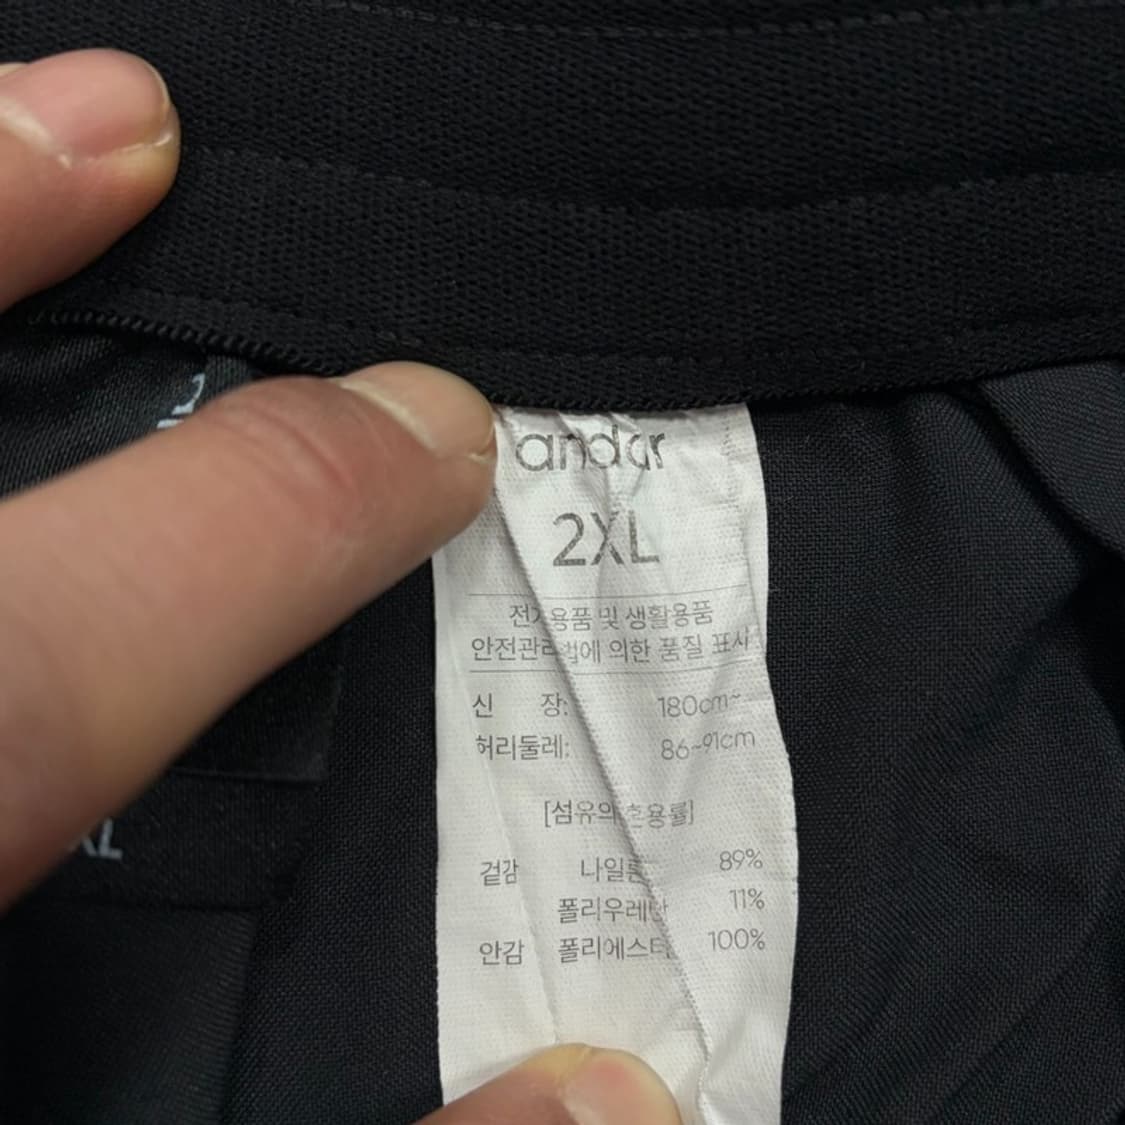 andar
2XL
전기용품 및 생활용품
안전관리법에 의한 품질 표시
신 장: 180cm~
허리둘레: 86~91cm
[섬유의 혼용률]
겉감 나일론 89%
폴리우레탄 11%
안감 폴리에스터 100%
XL